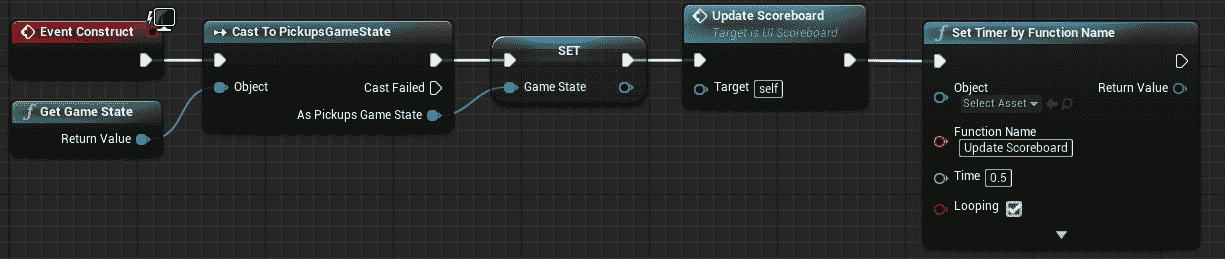 Event Construct
Get Game State
Return Value
Cast To PickupsGameState
Object
Cast Failed
As Pickups Game State
SET
Game State
Update Scoreboard
Target is UI Scoreboard
Target self
f Set Timer by Function Name
Object
Select Asset
Return Value
Function Name
Update Scoreboard
Time 0.5
Looping